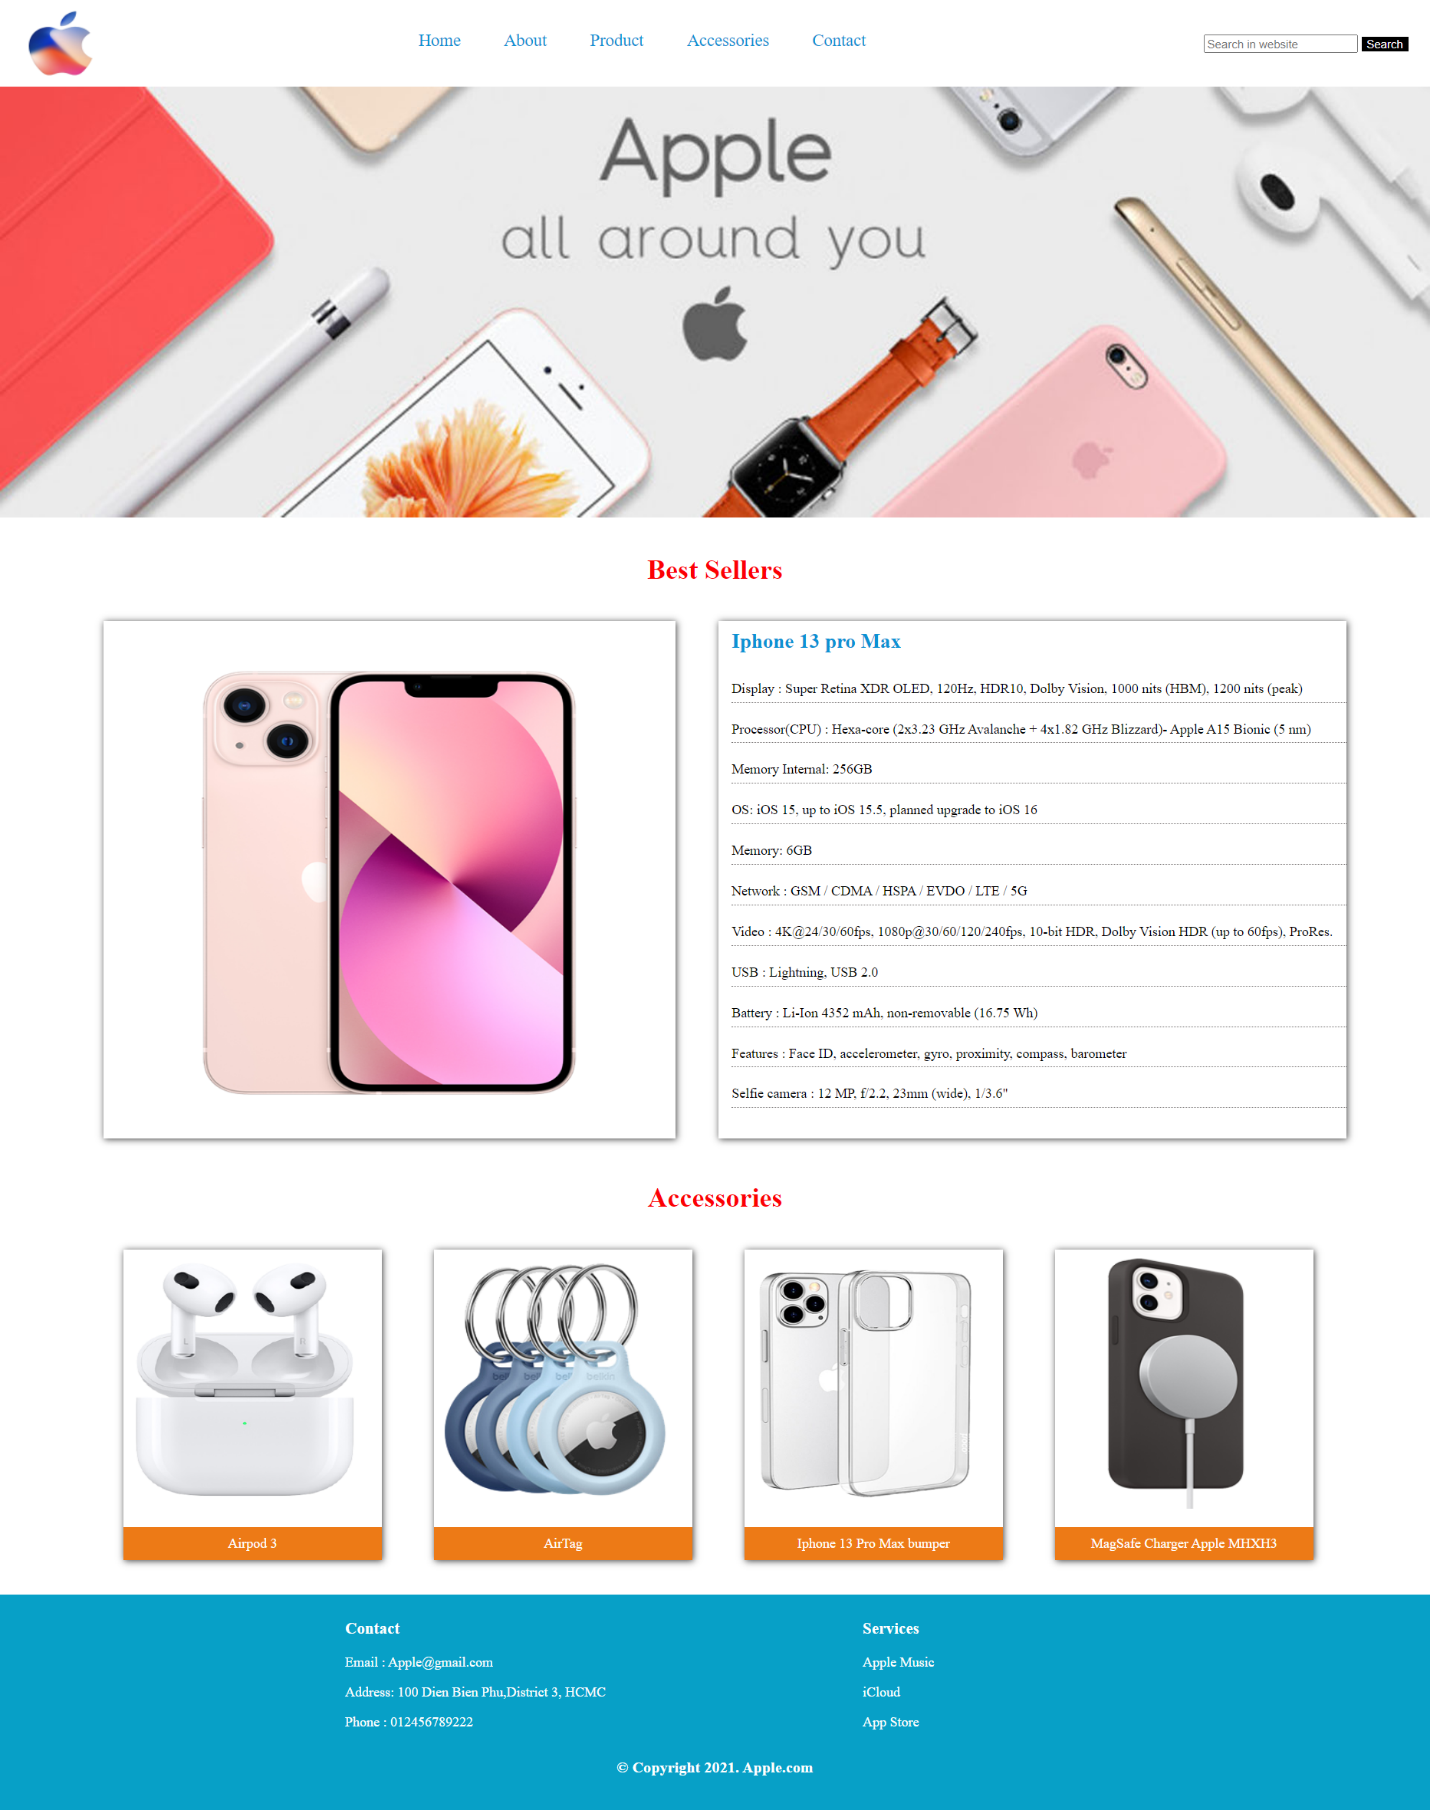 Home About Product Accessories Contact
Search in website Search
Apple
all around you
Best Sellers
Iphone 13 pro Max
Display : Super Retina XDR OLED, 120Hz, HDR10, Dolby Vision, 1000 nits (HBM), 1200 nits (peak)
Processor(CPU) : Hexa-core (2x3.23 GHz Avalanche + 4x1.82 GHz Blizzard)- Apple A15 Bionic (5 nm)
Memory Internal: 256GB
OS: iOS 15, up to iOS 15.5, planned upgrade to iOS 16
Memory: 6GB
Network : GSM / CDMA / HSPA / EVDO / LTE / 5G
Video : 4K@24/30/60fps, 1080p@30/60/120/240fps, 10-bit HDR, Dolby Vision HDR (up to 60fps), ProRes.
USB : Lightning, USB 2.0
Battery : Li-Ion 4352 mAh, non-removable (16.75 Wh)
Features : Face ID, accelerometer, gyro, proximity, compass, barometer
Selfie camera : 12 MP, f/2.2, 23mm (wide), 1/3.6"
Accessories
L R
belkin
Airpod 3
AirTag
Iphone 13 Pro Max bumper
MagSafe Charger Apple MHXH3
Contact
Email : Apple@gmail.com
Address: 100 Dien Bien Phu,District 3, HCMC
Phone : 012456789222
Services
Apple Music
iCloud
App Store
© Copyright 2021. Apple.com